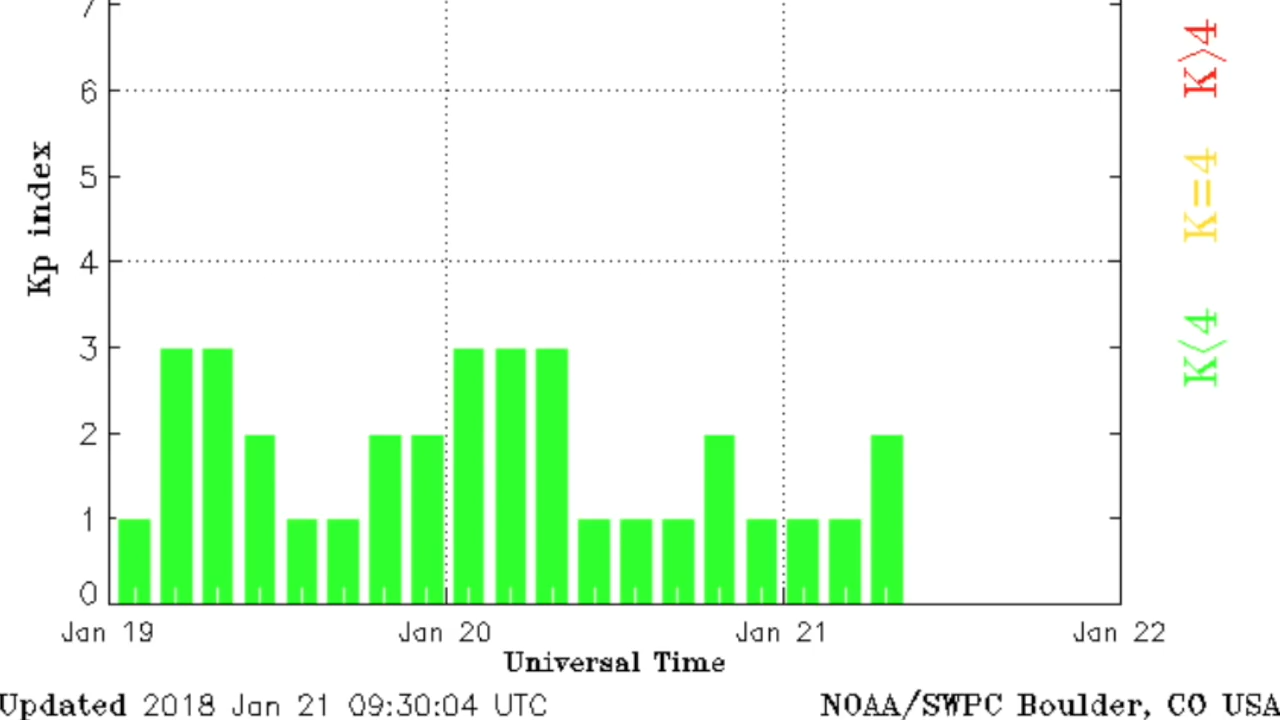 7
6
5
4
3
2
1
0
Kp index
Jan 19 Jan 20 Jan 21 Jan 22
Universal Time
Updated 2018 Jan 21 09:30:04 UTC
NOAA/SWPC Boulder, CO USA
K>4
K=4
K<4